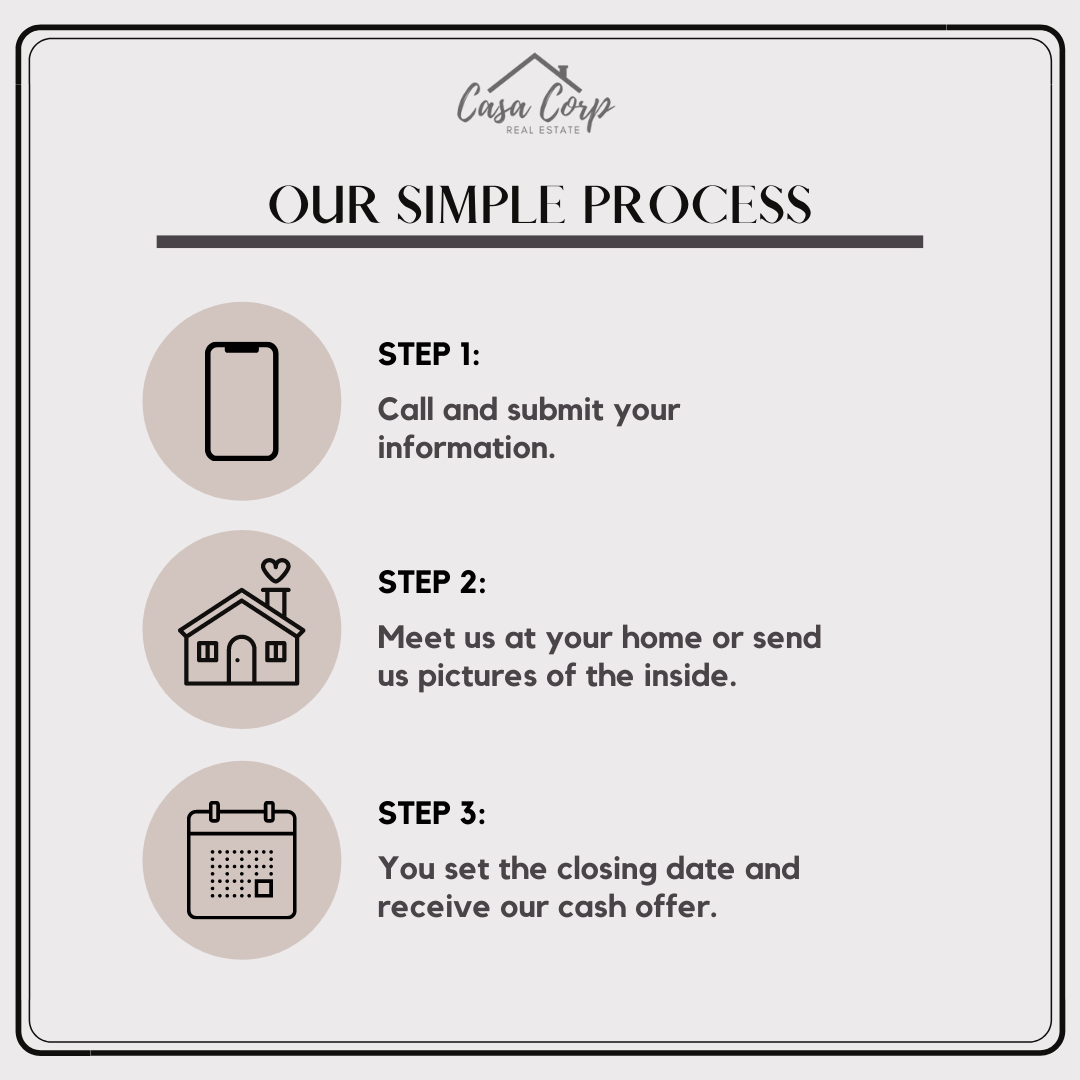 Casa Corp
REAL ESTATE
OUR SIMPLE PROCESS
STEP 1:
Call and submit your
information.
STEP 2:
Meet us at your home or send
us pictures of the inside.
STEP 3:
You set the closing date and
receive our cash offer.